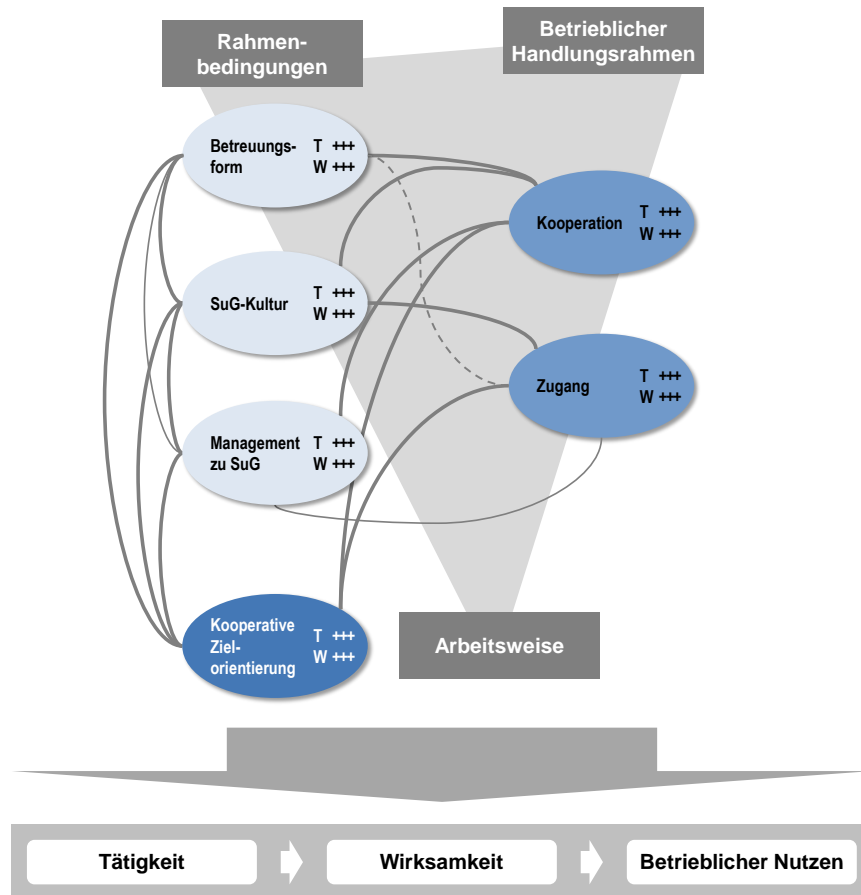 Rahmen-
bedingungen
Betrieblicher
Handlungsrahmen
Betreuungs-
form
T +++
W +++
Kooperation
T +++
W +++
SuG-Kultur
T +++
W +++
Zugang
T +++
W +++
Management
zu SuG
T +++
W +++
Kooperative
Ziel-
orientierung
T +++
W +++
Arbeitsweise
Tätigkeit
Wirksamkeit
Betrieblicher Nutzen